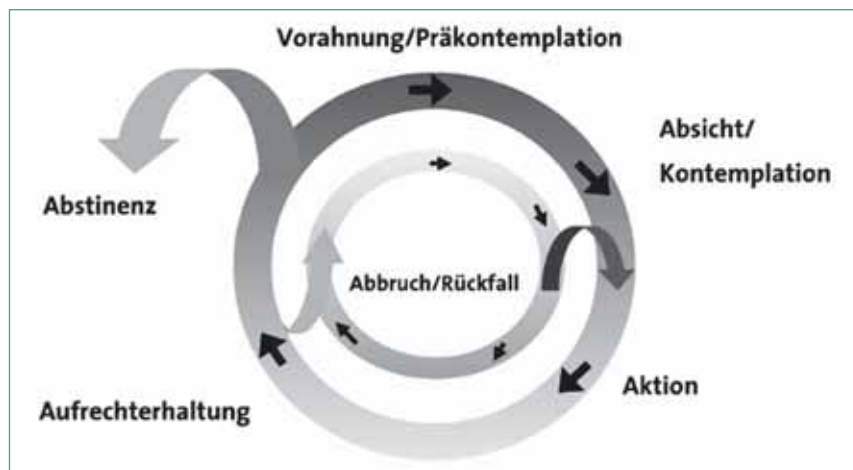 Vorahnung/Präkontemplation
Absicht/
Kontemplation
Abstinenz
Abbruch/Rückfall
Aktion
Aufrechterhaltung